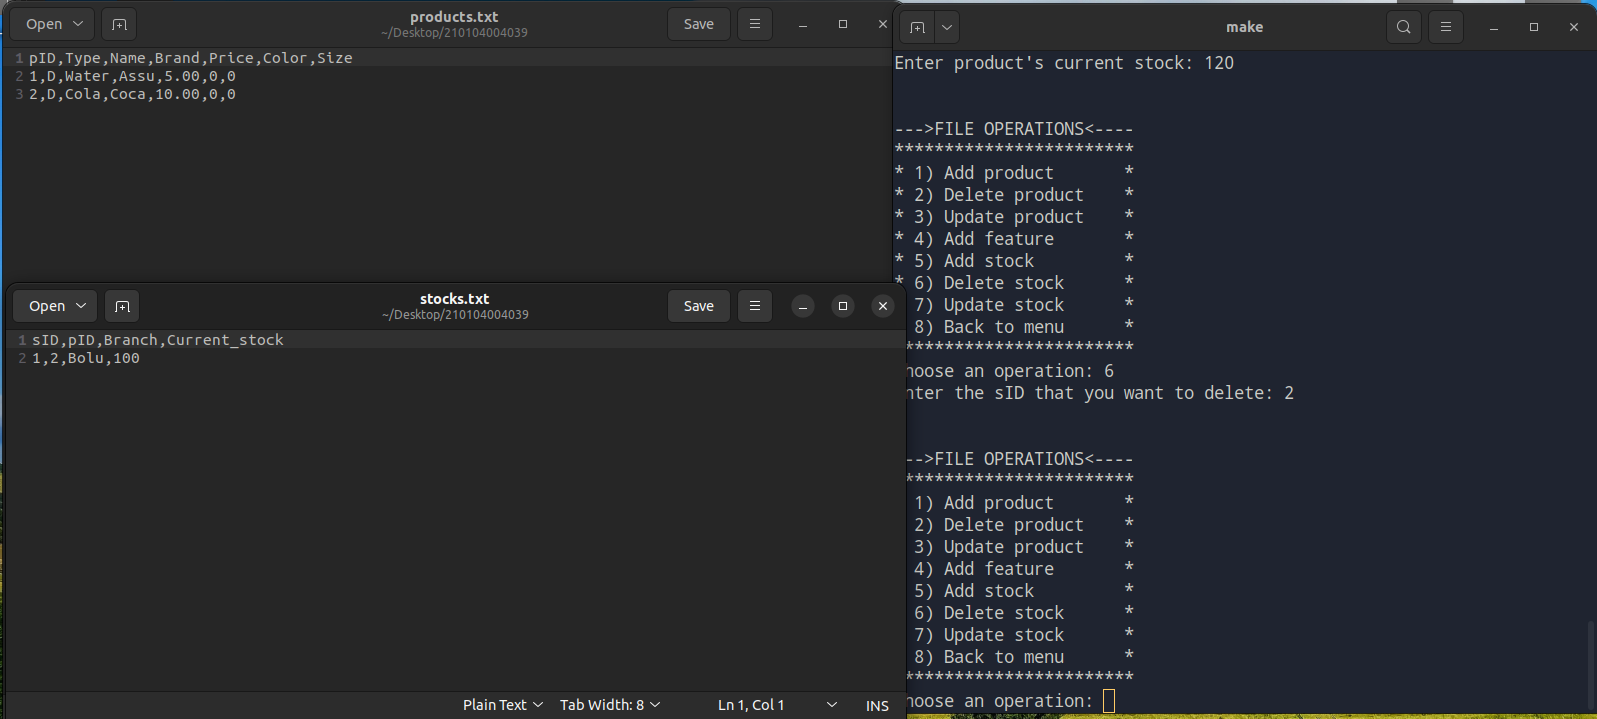 Open
products.txt
~/Desktop/210104004039
Save
1 pID,Type,Name,Brand,Price,Color,Size
2 1,D,Water,Assu,5.00,0,0
3 2,D,Cola,Coca,10.00,0,0
Open
stocks.txt
~/Desktop/210104004039
Save
1 sID,pID,Branch,Current_stock
2 1,2,Bolu,100
Plain Text
Tab Width: 8
Ln 1, Col 1
INS
make
Enter product's current stock: 120
--->FILE OPERATIONS<----
************************
* 1) Add product       *
* 2) Delete product    *
* 3) Update product    *
* 4) Add feature       *
* 5) Add stock         *
* 6) Delete stock      *
7) Update stock      *
8) Back to menu      *
***********************
hoose an operation: 6
nter the sID that you want to delete: 2
-->FILE OPERATIONS<----
***********************
1) Add product       *
2) Delete product    *
3) Update product    *
4) Add feature       *
5) Add stock         *
6) Delete stock      *
7) Update stock      *
8) Back to menu      *
***********************
hoose an operation: